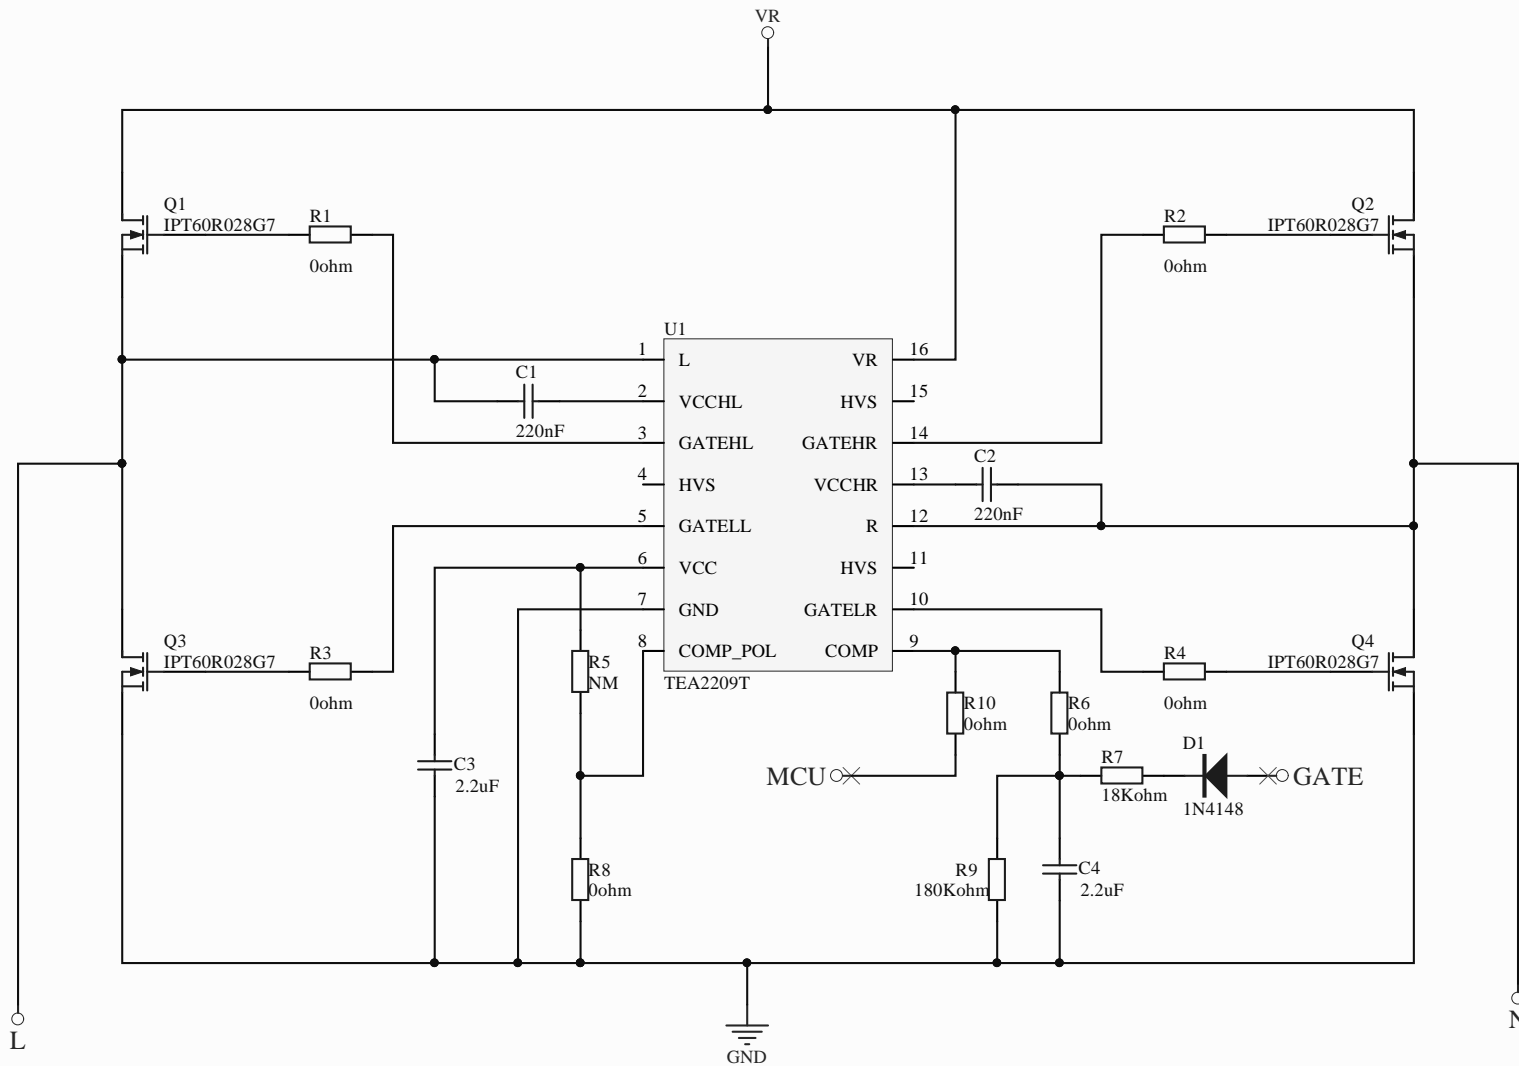 VR
Q1
IPT60R028G7
R1
0ohm
R2
0ohm
Q2
IPT60R028G7
U1
1
L
VR
16
C1
220nF
2
VCCHL
HVS
15
3
GATEHL
GATEHR
14
4
HVS
VCCHR
13
C2
220nF
5
GATELL
R
12
6
VCC
HVS
11
7
GND
GATELR
10
8
COMP_POL
COMP
9
TEA2209T
Q3
IPT60R028G7
R3
0ohm
R5
NM
R10
0ohm
R6
0ohm
R4
0ohm
Q4
IPT60R028G7
C3
2.2uF
MCU
R7
18Kohm
D1
1N4148
GATE
R8
0ohm
R9
180Kohm
C4
2.2uF
L
GND
N